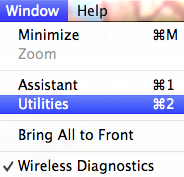 Window Help
Minimize ⌘M
Zoom
Assistant ⌘1
Utilities ⌘2
Bring All to Front
✓ Wireless Diagnostics